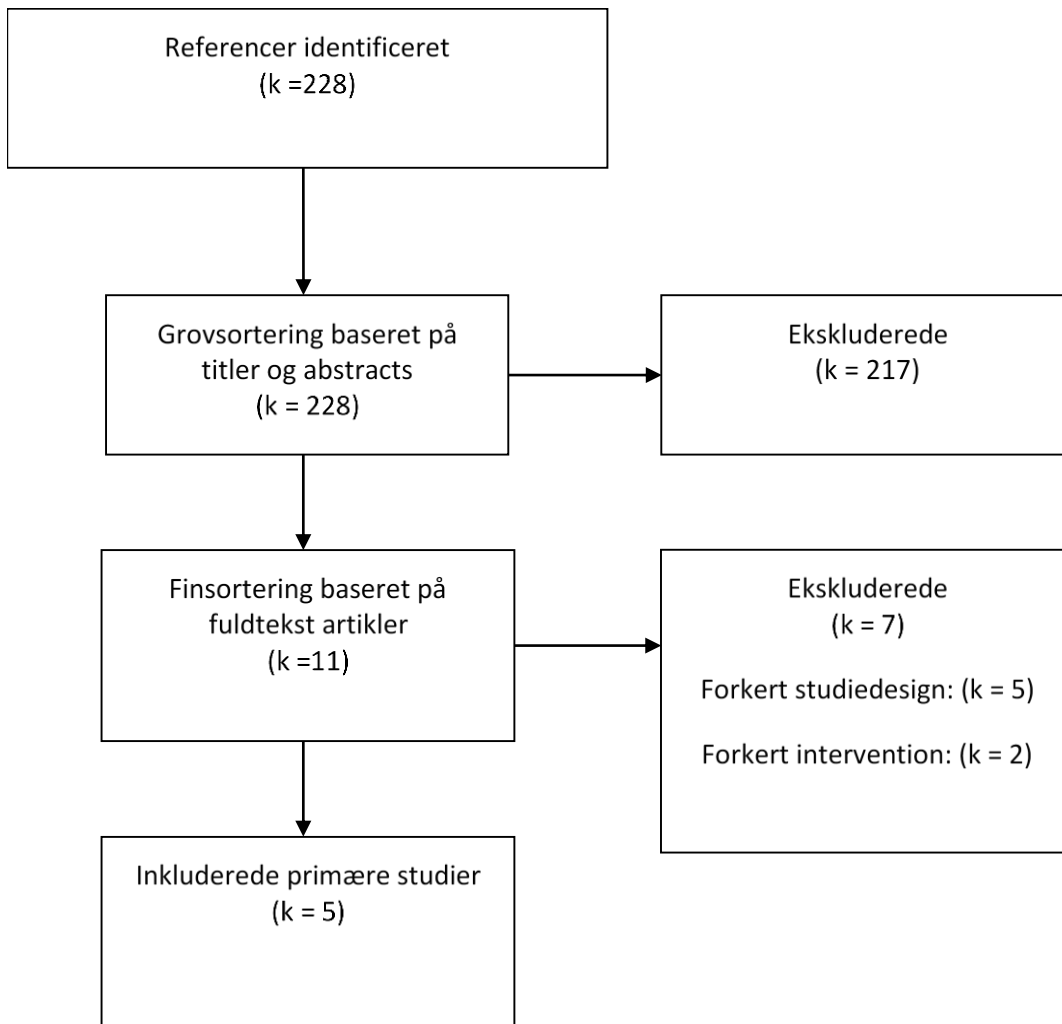 Referencer identificeret
(k =228)
Grovsortering baseret på
titler og abstracts
(k = 228)
Ekskluderede
(k = 217)
Finsortering baseret på
fuldtekst artikler
(k =11)
Ekskluderede
(k = 7)
Forkert studiedesign: (k = 5)
Forkert intervention: (k = 2)
Inkluderede primære studier
(k = 5)